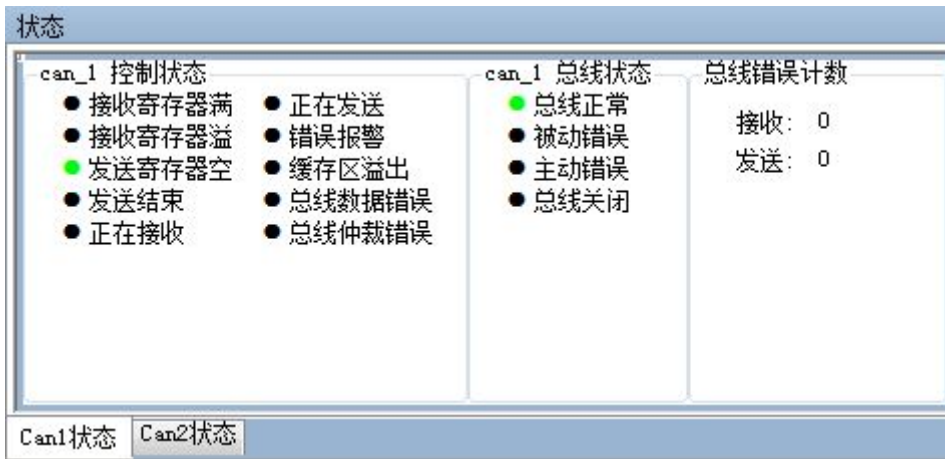 状态
can_1 控制状态
接收寄存器满
接收寄存器溢
发送寄存器空
发送结束
正在接收
正在发送
错误报警
缓存区溢出
总线数据错误
总线仲裁错误
can_1 总线状态
总线正常
被动错误
主动错误
总线关闭
总线错误计数
接收: 0
发送: 0
Can1状态
Can2状态